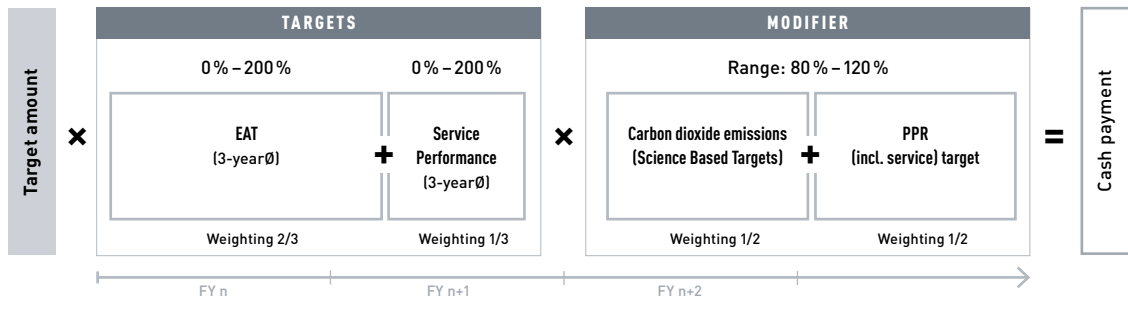 Target amount
×
TARGETS
0 % – 200 %
0 % – 200 %
EAT
(3-yearØ)
+
Service
Performance
(3-yearØ)
Weighting 2/3
Weighting 1/3
×
MODIFIER
Range: 80 % – 120 %
Carbon dioxide emissions
(Science Based Targets)
+
PPR
(incl. service) target
Weighting 1/2
Weighting 1/2
=
Cash payment
FY n
FY n+1
FY n+2